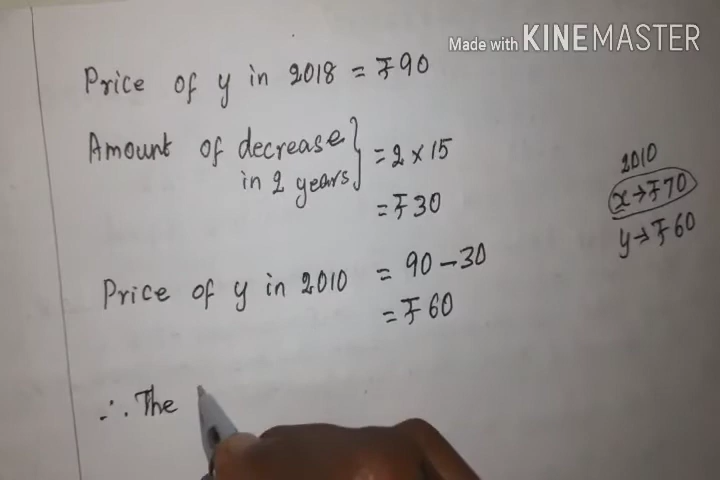 Made with KINEMASTER
Price of y in 2018 = ₹90
Amount of decrease
in 2 years } = 2 × 15
= ₹30
Price of y in 2010 = 90 - 30
= ₹60
∴ The
2010
x → ₹70
y → ₹60